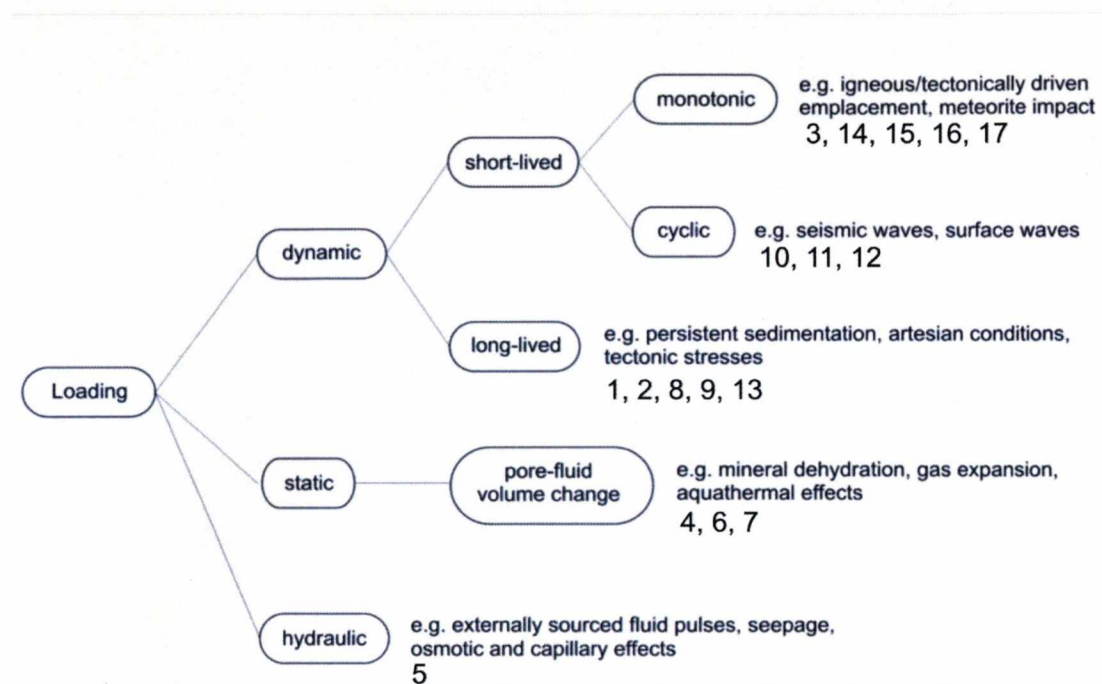 monotonic
e.g. igneous/tectonically driven
emplacement, meteorite impact
3, 14, 15, 16, 17
short-lived
cyclic
e.g. seismic waves, surface waves
10, 11, 12
dynamic
long-lived
e.g. persistent sedimentation, artesian conditions,
tectonic stresses
1, 2, 8, 9, 13
Loading
static
pore-fluid
volume change
e.g. mineral dehydration, gas expansion,
aquathermal effects
4, 6, 7
hydraulic
e.g. externally sourced fluid pulses, seepage,
osmotic and capillary effects
5